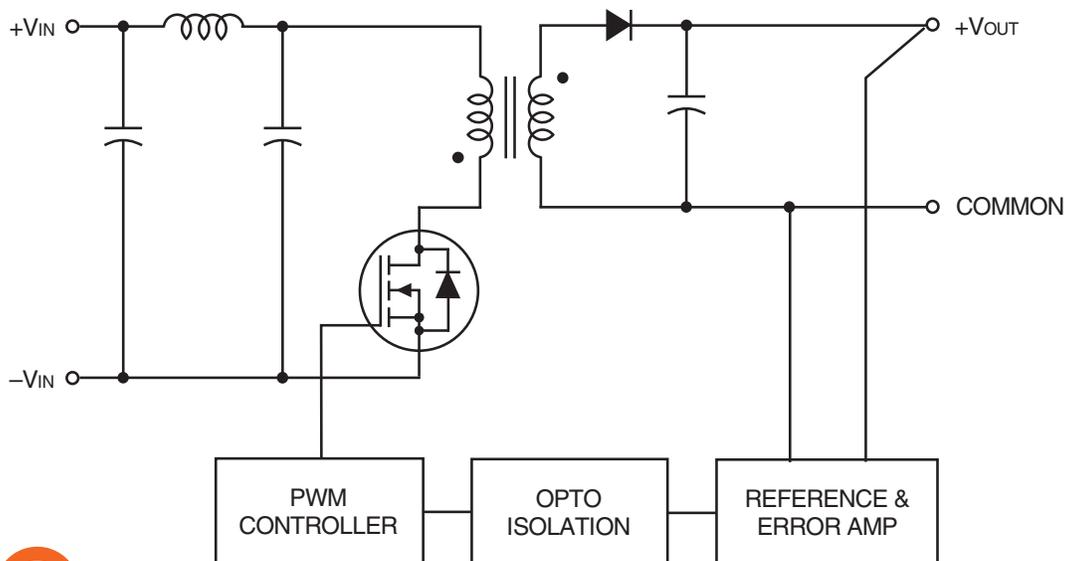 +VIN
+VOUT
COMMON
–VIN
PWM
CONTROLLER
OPTO
ISOLATION
REFERENCE &
ERROR AMP